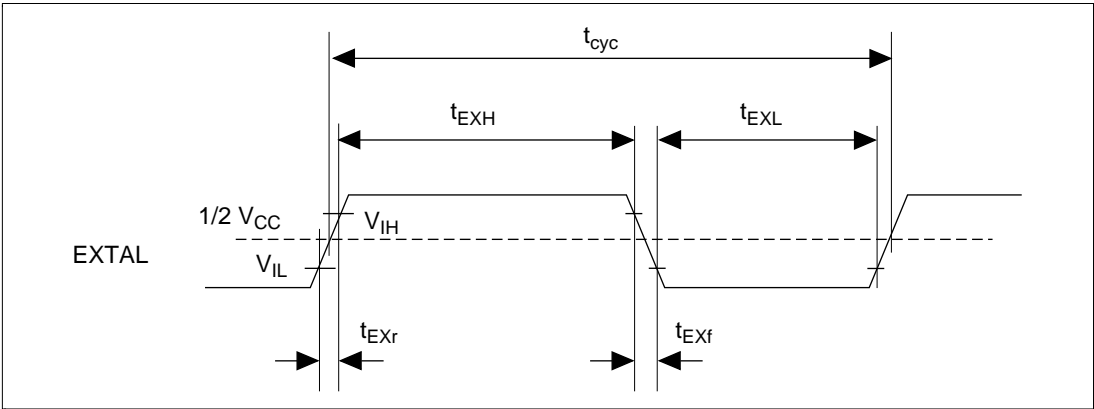 tcyc
tEXH
tEXL
1/2 VCC
VIH
EXTAL
VIL
tEXr
tEXf